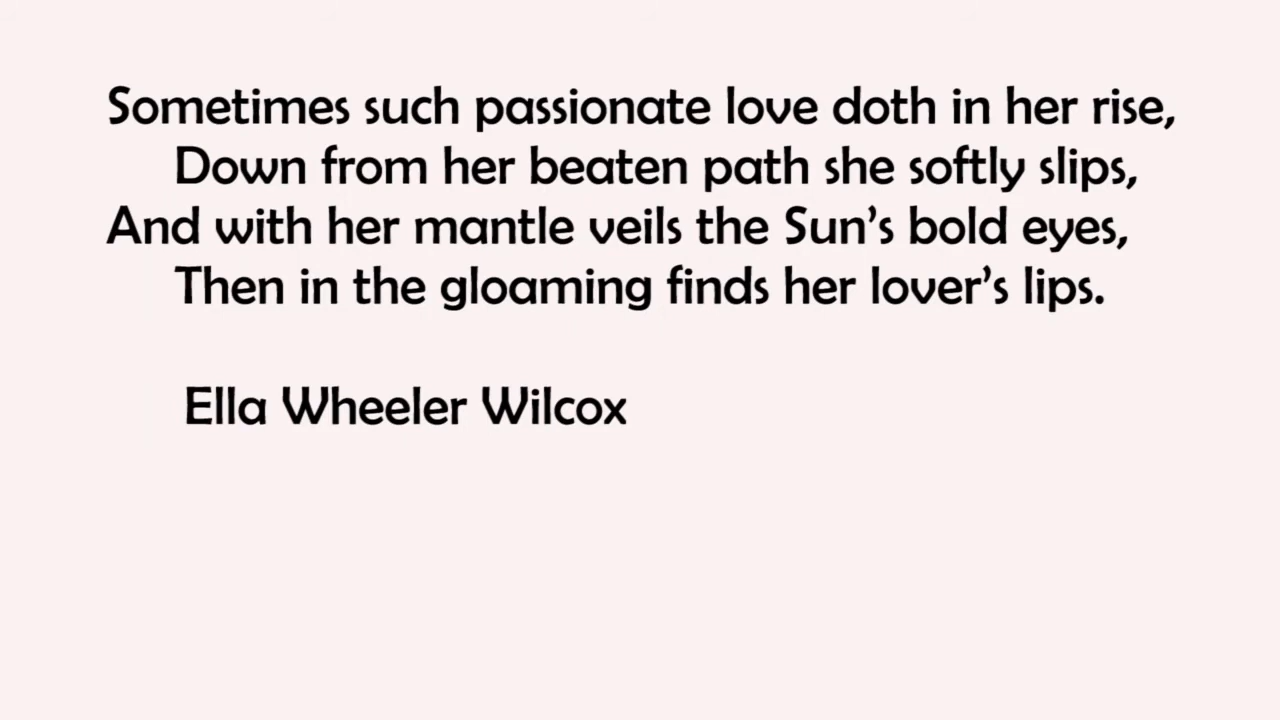 Sometimes such passionate love doth in her rise,
Down from her beaten path she softly slips,
And with her mantle veils the Sun’s bold eyes,
Then in the gloaming finds her lover’s lips.
Ella Wheeler Wilcox